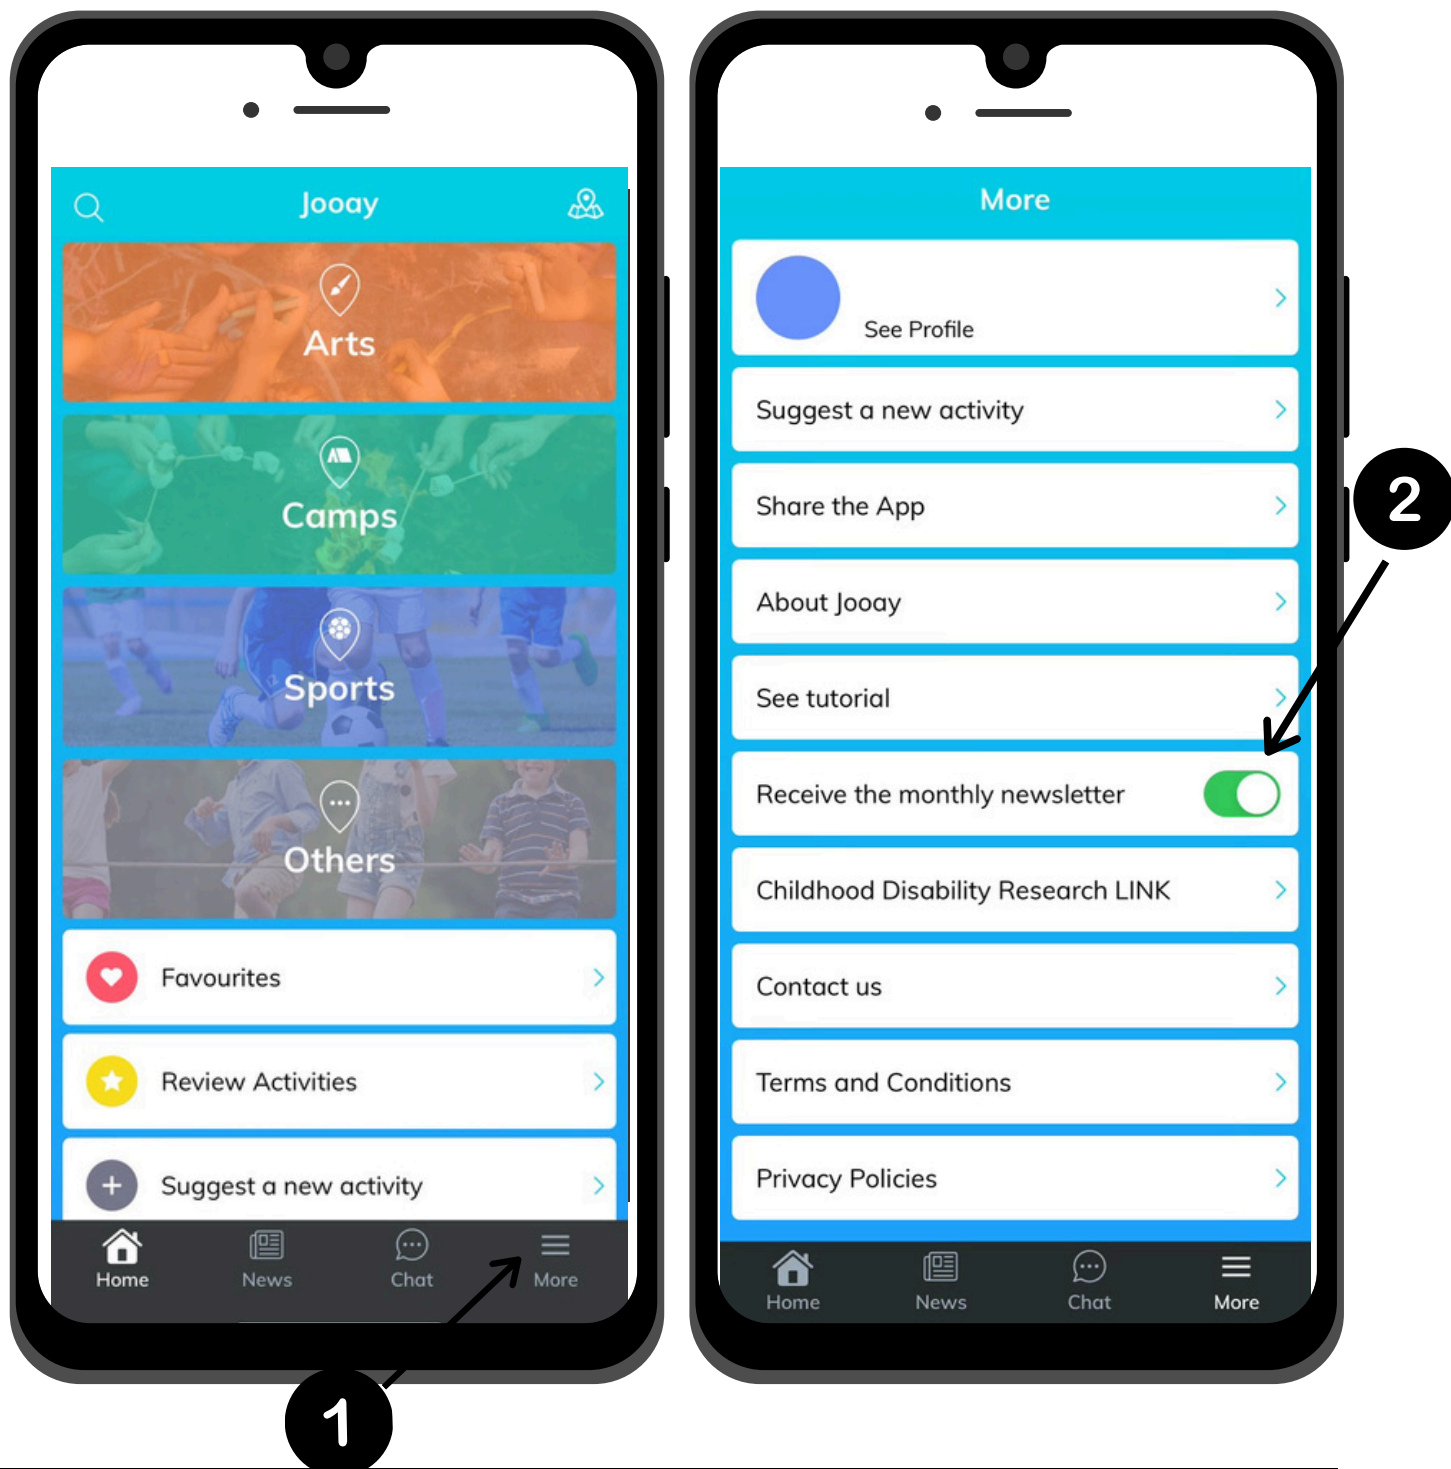 Jooay
Arts
Camps
Sports
Others
Favourites
Review Activities
Suggest a new activity
Home News Chat More
1
More
See Profile
Suggest a new activity
Share the App
About Jooay
See tutorial
Receive the monthly newsletter
Childhood Disability Research LINK
Contact us
Terms and Conditions
Privacy Policies
Home News Chat More
2